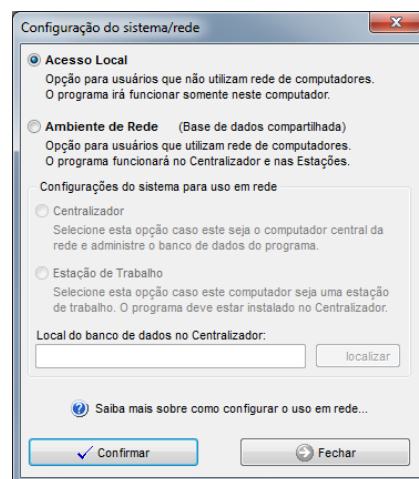 Configuração do sistema/rede
Acesso Local
Opção para usuários que não utilizam rede de computadores.
O programa irá funcionar somente neste computador.
Ambiente de Rede (Base de dados compartilhada)
Opção para usuários que utilizam rede de computadores.
O programa funcionará no Centralizador e nas Estações.
Configurações do sistema para uso em rede
Centralizador
Selecione esta opção caso este seja o computador central da
rede e administre o banco de dados do programa.
Estação de Trabalho
Selecione esta opção caso este computador seja uma estação
de trabalho. O programa deve estar instalado no Centralizador.
Local do banco de dados no Centralizador:
localizar
Saiba mais sobre como configurar o uso em rede...
Confirmar
Fechar